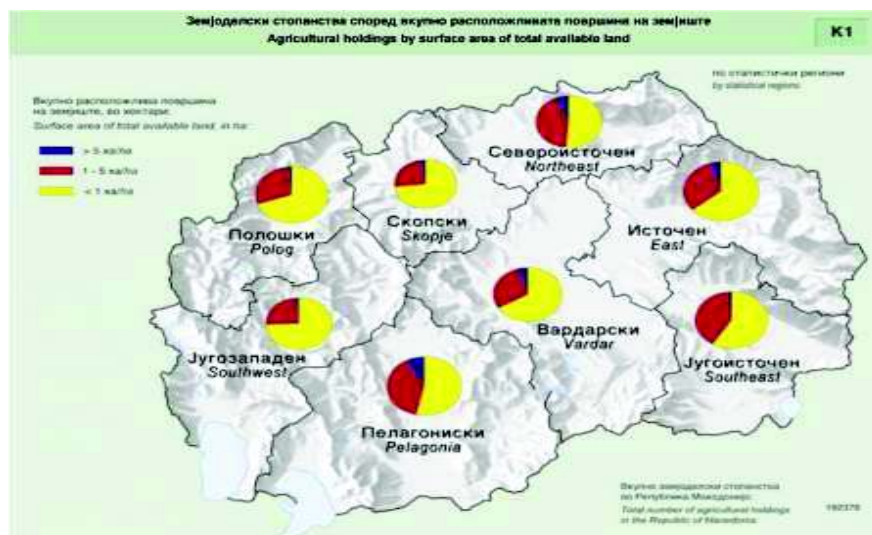 Земјоделски стопанства според вкупно расположливата површина на земјиште
Agricultural holdings by surface area of total available land
K1
по статистички региони
by statistical regions
Вкупно расположлива површина
на земјиште, во хектари:
Surface area of total available land, in ha:
> 5 ха/ha
1 - 5 ха/ha
< 1 ха/ha
Североисточен
Northeast
Полошки
Polog
Скопски
Skopje
Источен
East
Вардарски
Vardar
Југозападен
Southwest
Југоисточен
Southeast
Пелагониски
Pelagonia
Вкупно земјоделски стопанства
во Република Македонија:
Total number of agricultural holdings
in the Republic of Macedonia:
192378